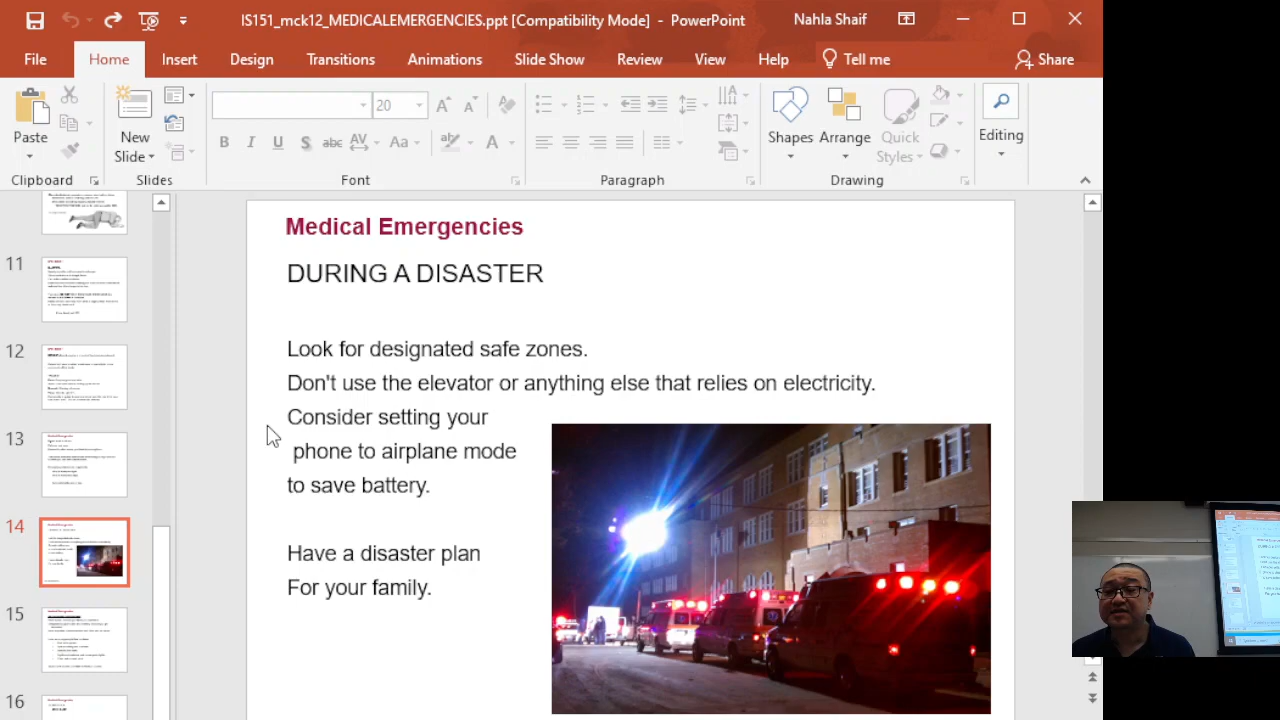 IS151_mck12_MEDICALEMERGENCIES.ppt [Compatibility Mode] - PowerPoint
Nahla Shaif
File
Home
Insert
Design
Transitions
Animations
Slide Show
Review
View
Help
Tell me
Share
20
Paste
New
Slide
Shapes
Arrange
Quick
Styles
Editing
Clipboard
Slides
Font
Paragraph
Drawing
11
12
13
14
15
16
Medical Emergencies
DURING A DISASTER
Look for designated safe zones.
Don't use the elevator or anything else that relies on electricity.
Consider setting your
phone to airplane mode
to save battery.
Have a disaster plan
For your family.